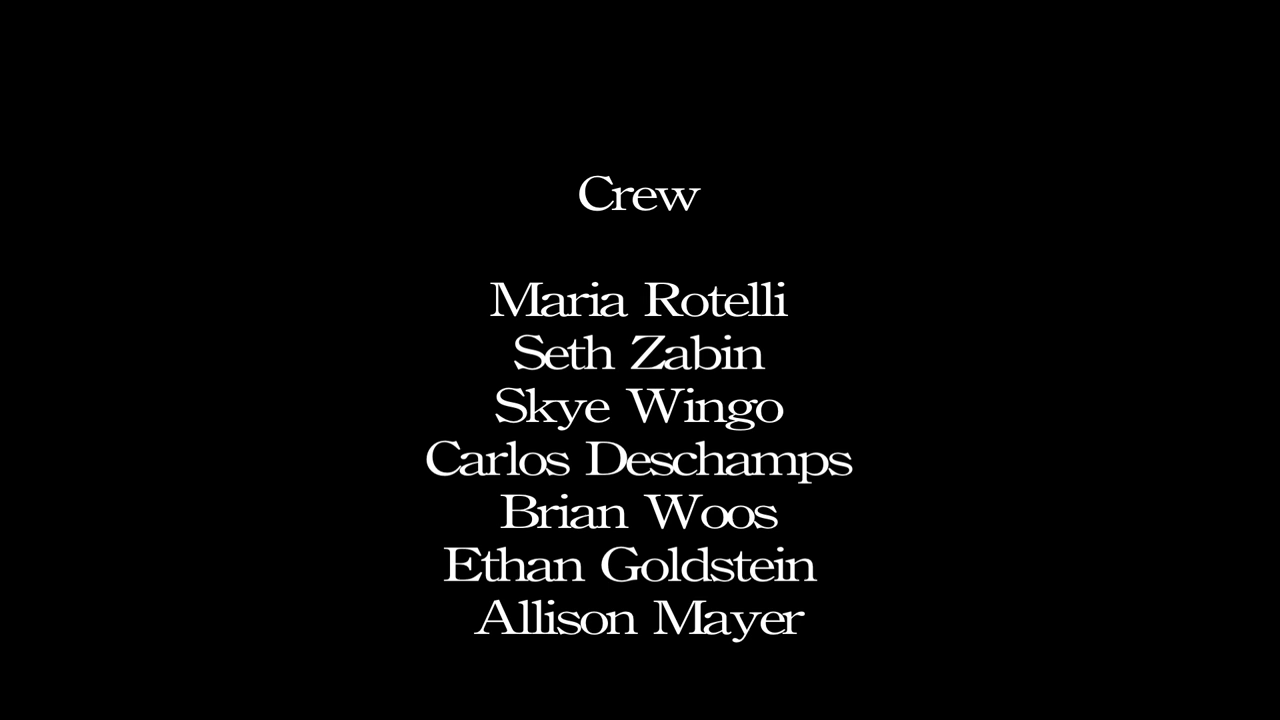 Crew
Maria Rotelli
Seth Zabin
Skye Wingo
Carlos Deschamps
Brian Woos
Ethan Goldstein
Allison Mayer